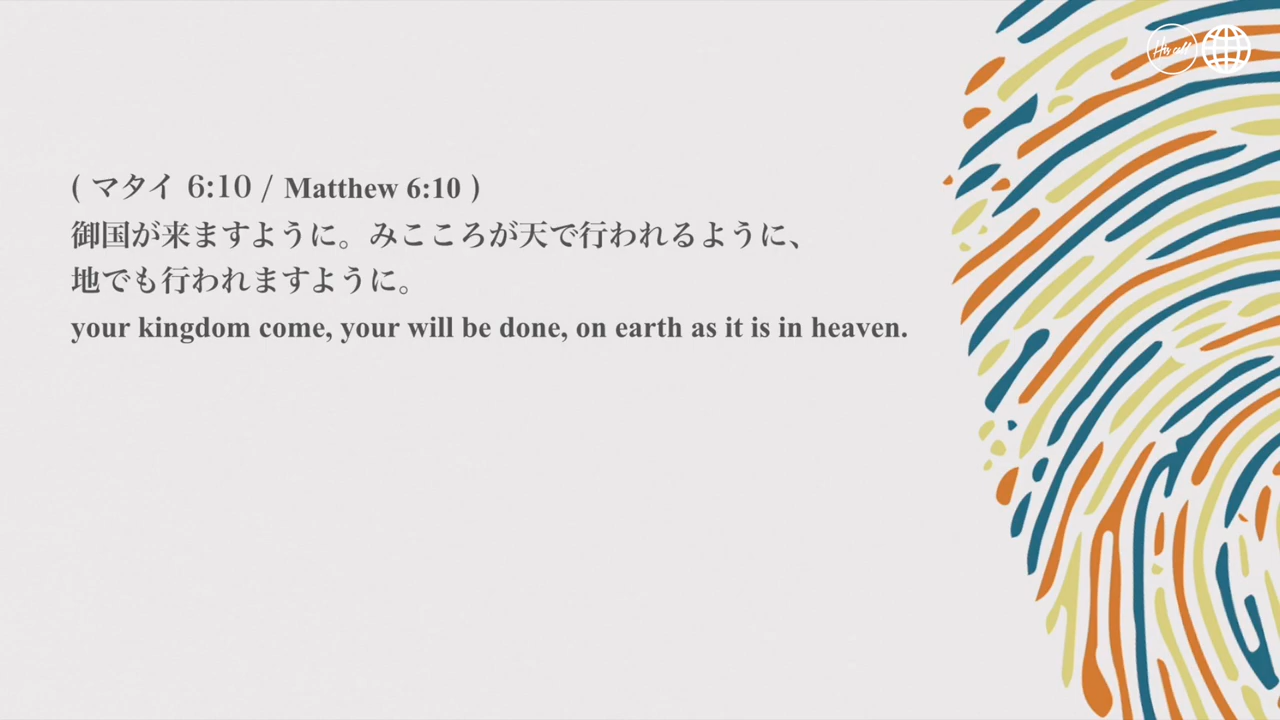 His call
( マタイ 6:10 / Matthew 6:10 )
御国が来ますように。みこころが天で行われるように、
地でも行われますように。
your kingdom come, your will be done, on earth as it is in heaven.